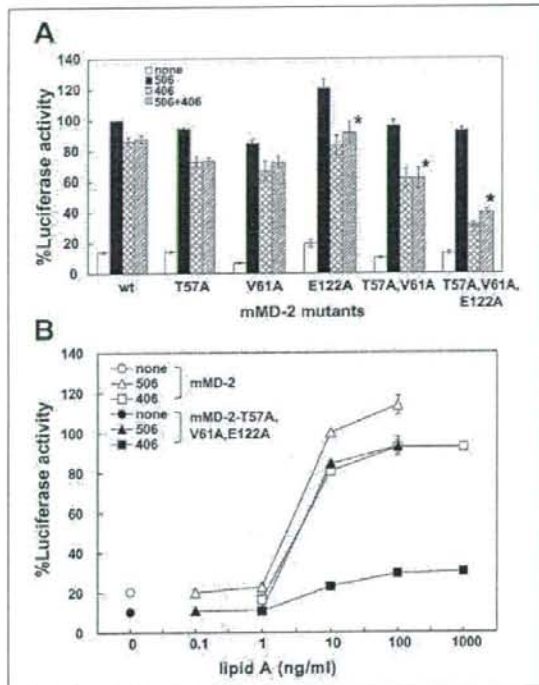 A
none
506
406
506+406
140
120
100
80
60
40
20
0
%Luciferase activity
*
*
*
wt T57A V61A E122A T57A,V61A T57A,V61A,
E122A
mMD-2 mutants
B
none
506 mMD-2
406
none mMD-2-T57A,
506 V61A,E122A
406
140
120
100
80
60
40
20
0
%Luciferase activity
0 0.1 1 10 100 1000
lipid A (ng/ml)